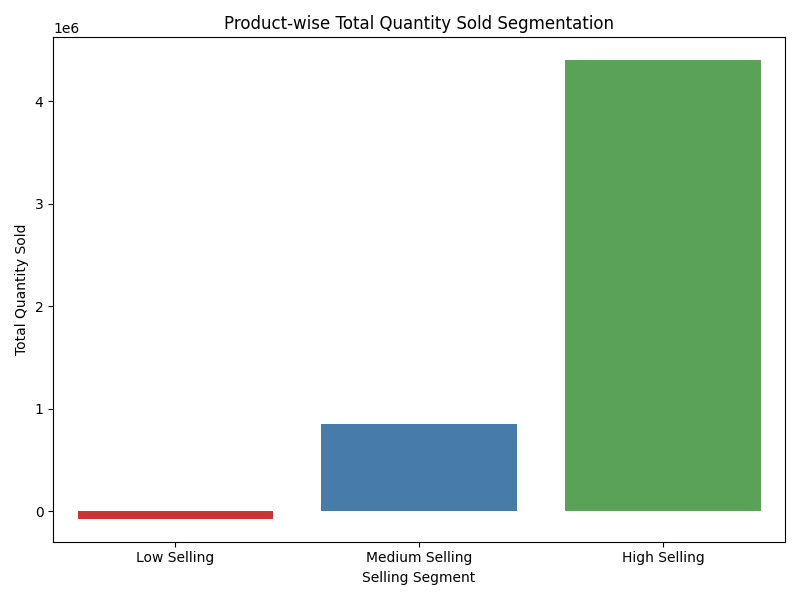 Product-wise Total Quantity Sold Segmentation
1e6
4
3
2
1
0
Total Quantity Sold
Low Selling
Medium Selling
High Selling
Selling Segment